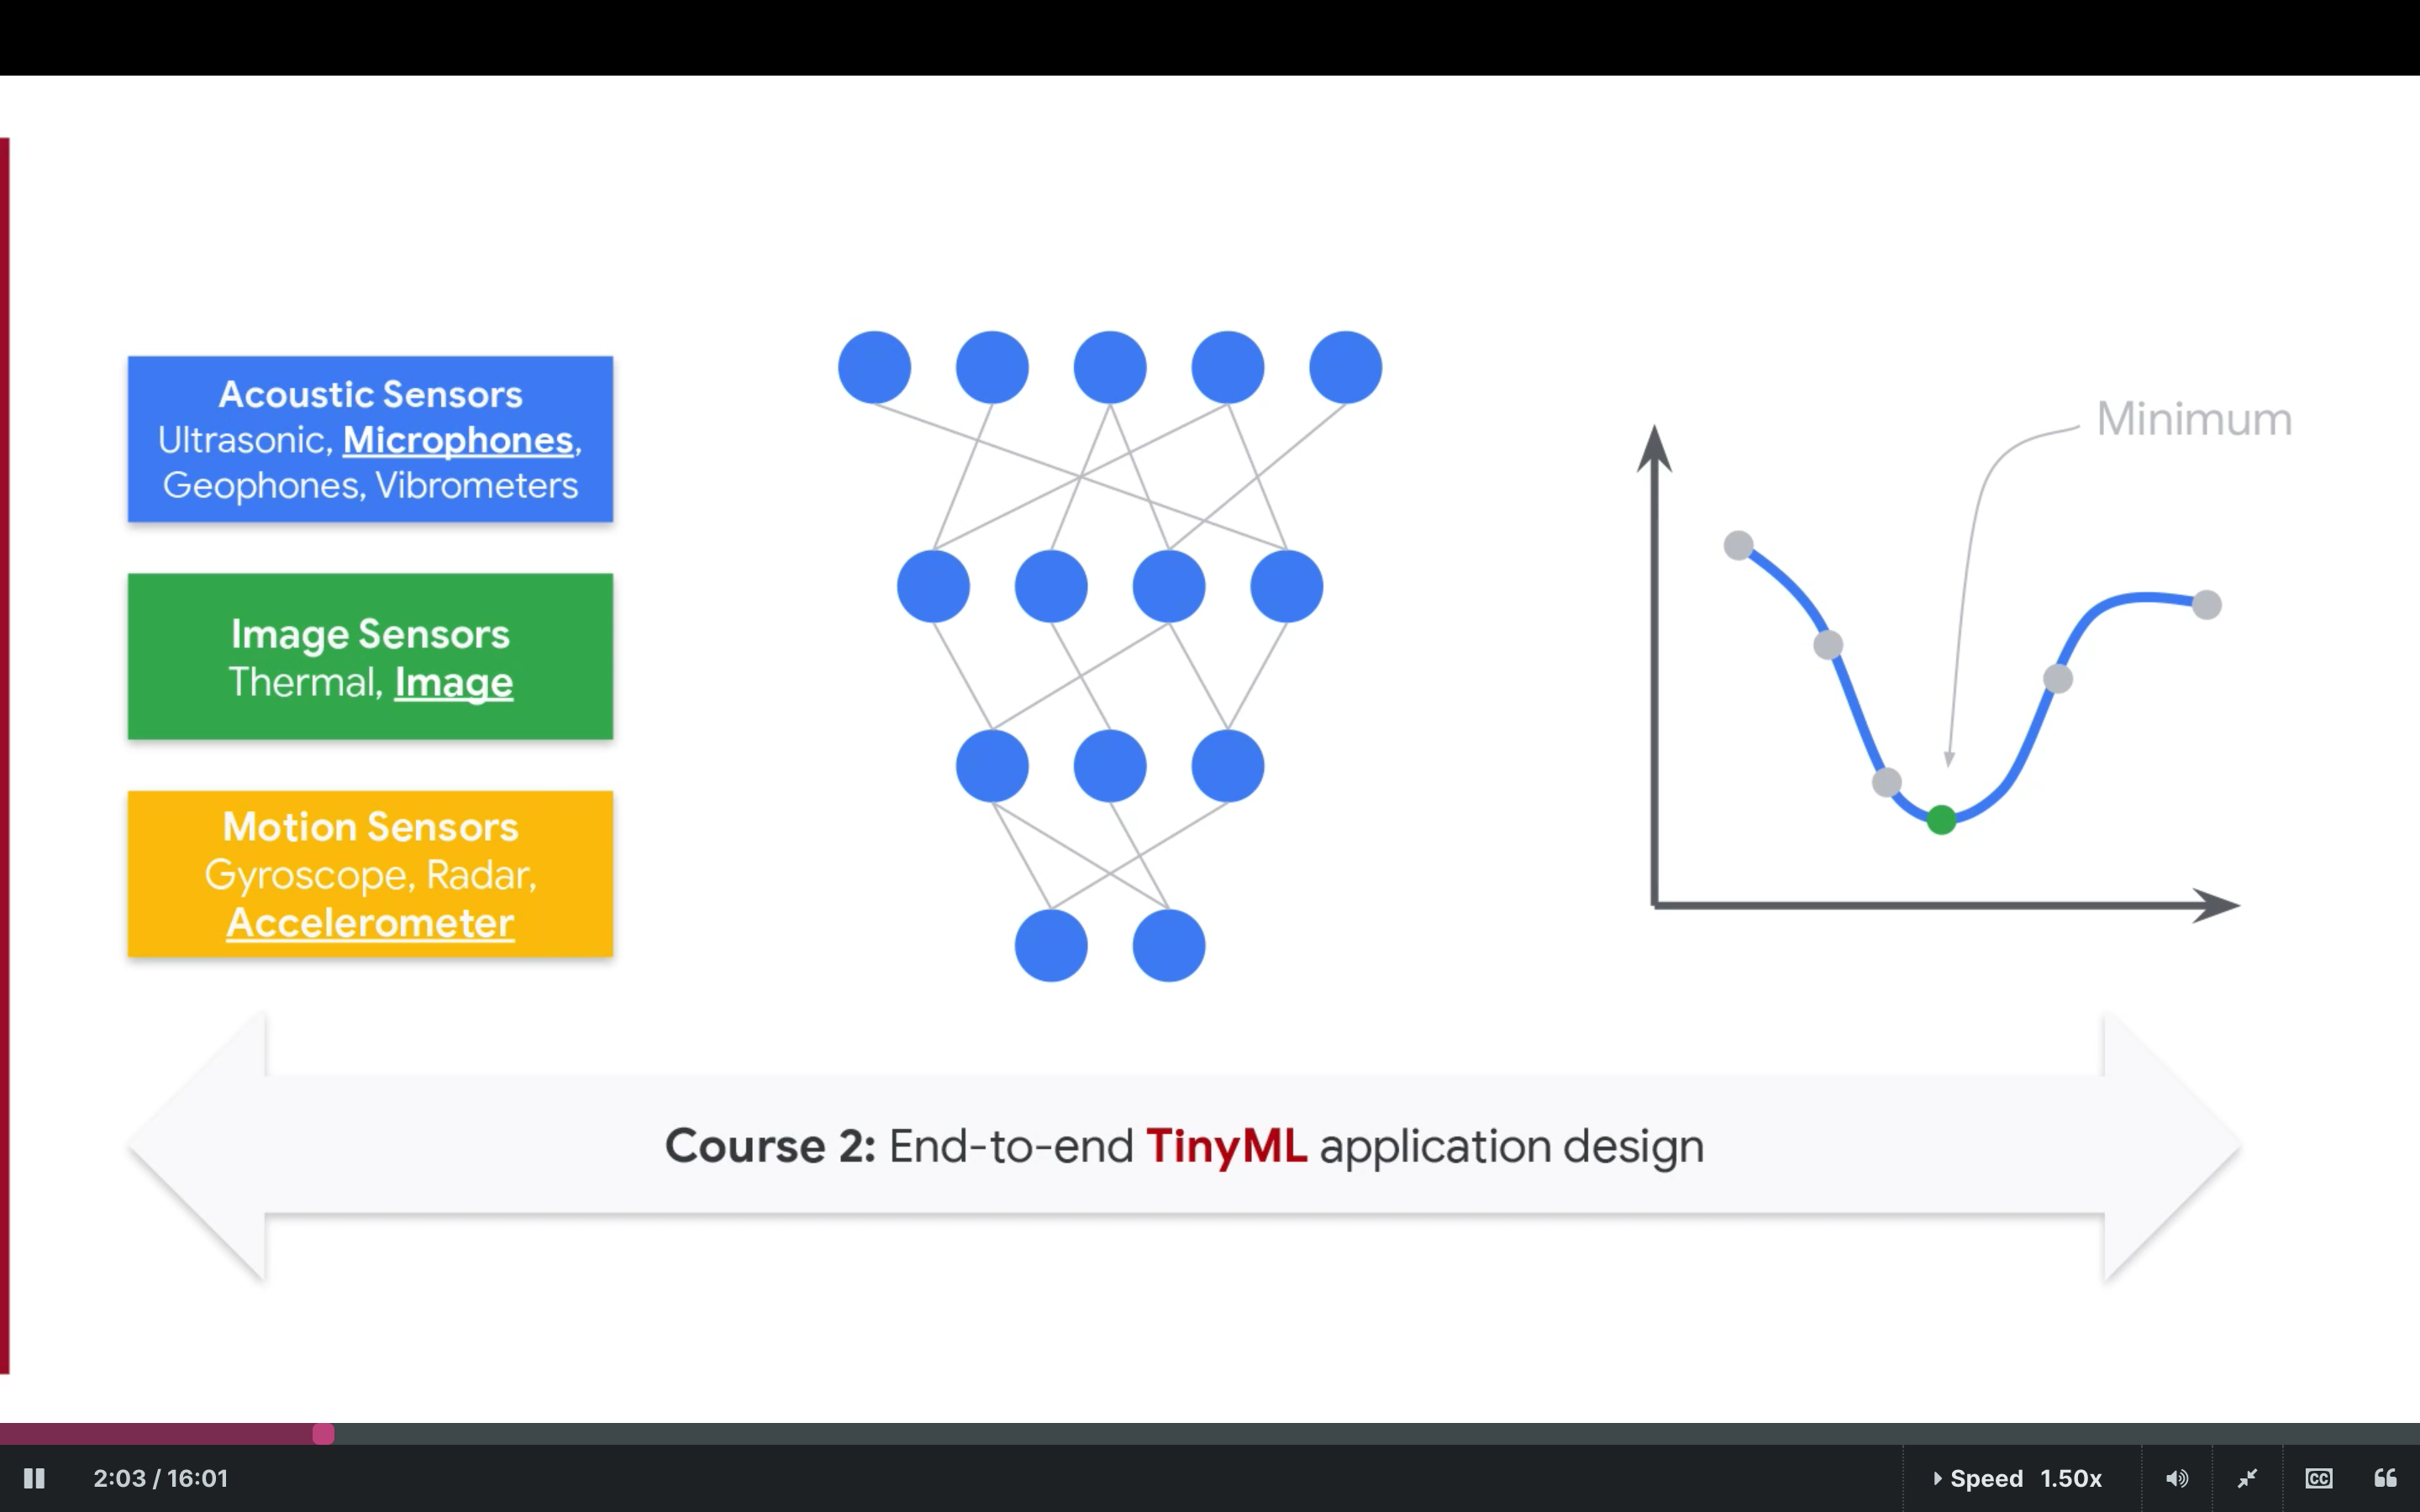 Acoustic Sensors
Ultrasonic, Microphones,
Geophones, Vibrometers
Image Sensors
Thermal, Image
Motion Sensors
Gyroscope, Radar,
Accelerometer
Minimum
Course 2: End-to-end TinyML application design
2:03 / 16:01
Speed 1.50x
CC